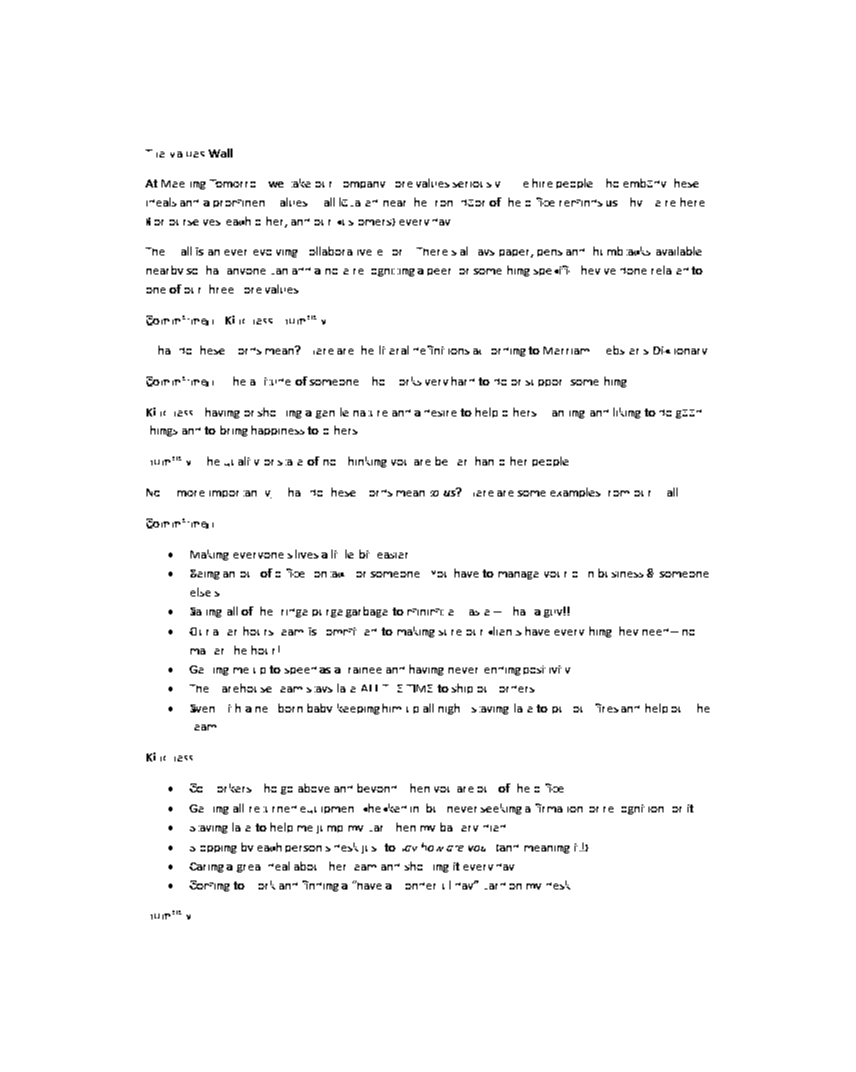 The Values Wall
At Meeting Tomorrow we take our company core values seriously. We hire people who embody these
ideals and a prominent values wall located near the front door of the office reminds us why we are here
(for ourselves, each other, and our customers) every day.
The wall is an ever evolving collaborative effort. There's always paper, pens and thumbtacks available
nearby so that anyone can add a note recognizing a peer for something specific they've done related to
one of our three core values
Commitment Kindness Humility
What do these words mean? Here are the literal definitions according to Merriam Webster's Dictionary
Commitment the attitude of someone who works very hard to do or support something
Kindness having or showing a gentle nature and a desire to help others wanting and liking to do good
things and to bring happiness to others
Humility the quality or state of not thinking you are better than other people
Now more importantly, what do these words mean to us? Here are some examples from our wall
Commitment
• Making everyone's lives a little bit easier
• Being an out of office contact for someone. You have to manage your own business & someone
else's
• Taking all of the fridge purge garbage to minimize waste – what a guy!!
• Our after hours team is committed to making sure our clients have everything they need – no
matter the hour!
• Getting me up to speed as a trainee and having never ending positivity
• The warehouse team stays late ALL THE TIME to ship out orders
• Even with a newborn baby keeping him up all night staying late to put out fires and help out the
team
Kindness
• Co workers who go above and beyond when you are out of the office
• Getting all returned equipment checked in but never seeking affirmation or recognition for it
• Staying late to help me jump my car when my battery died
• Stopping by each person's desk just to say how are you (and meaning it!)
• Caring a great deal about her team and showing it every day
• Coming to work and finding a "have a wonderful day" card on my desk
Humility